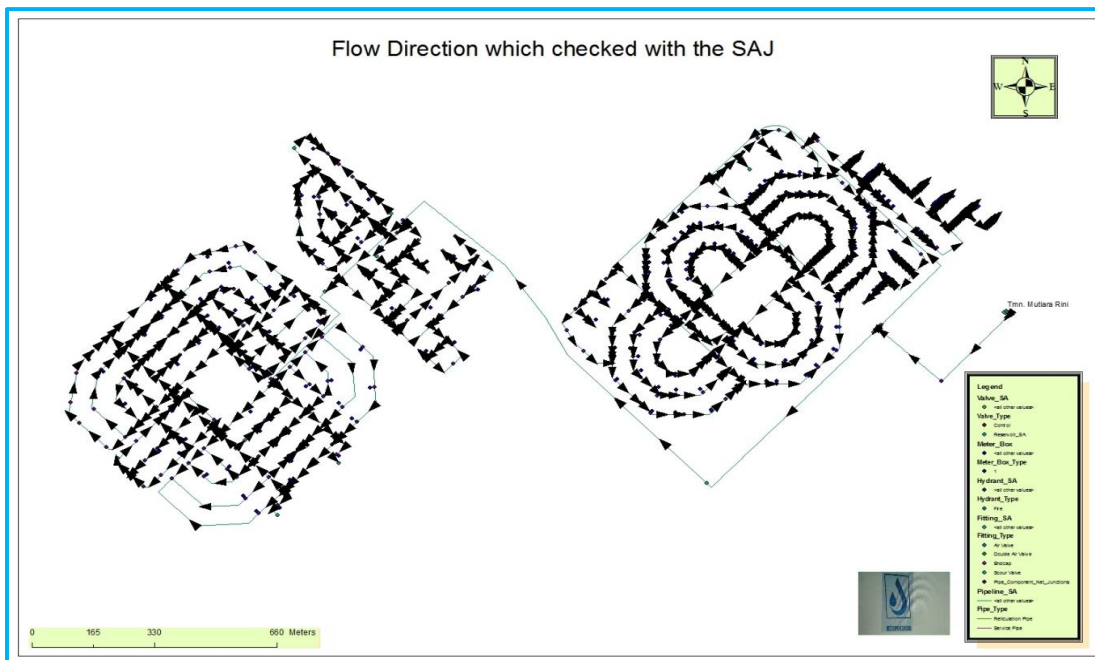 Flow Direction which checked with the SAJ
N
W E
S
Tmn. Mutiara Rini
Legend
Valve_SA
<all other values>
Valve_Type
Control
Reservoir_SA
Meter_Box
<all other values>
Meter_Box_Type
1
Hydrant_SA
<all other values>
Hydrant_Type
Fire
Fitting_SA
<all other values>
Fitting_Type
Air Valve
Double Air Valve
Endcap
Scour Valve
Pipe_Component_Net_Junctions
Pipeline_SA
<all other values>
Pipe_Type
Reticulation Pipe
Service Pipe
0 165 330 660 Meters